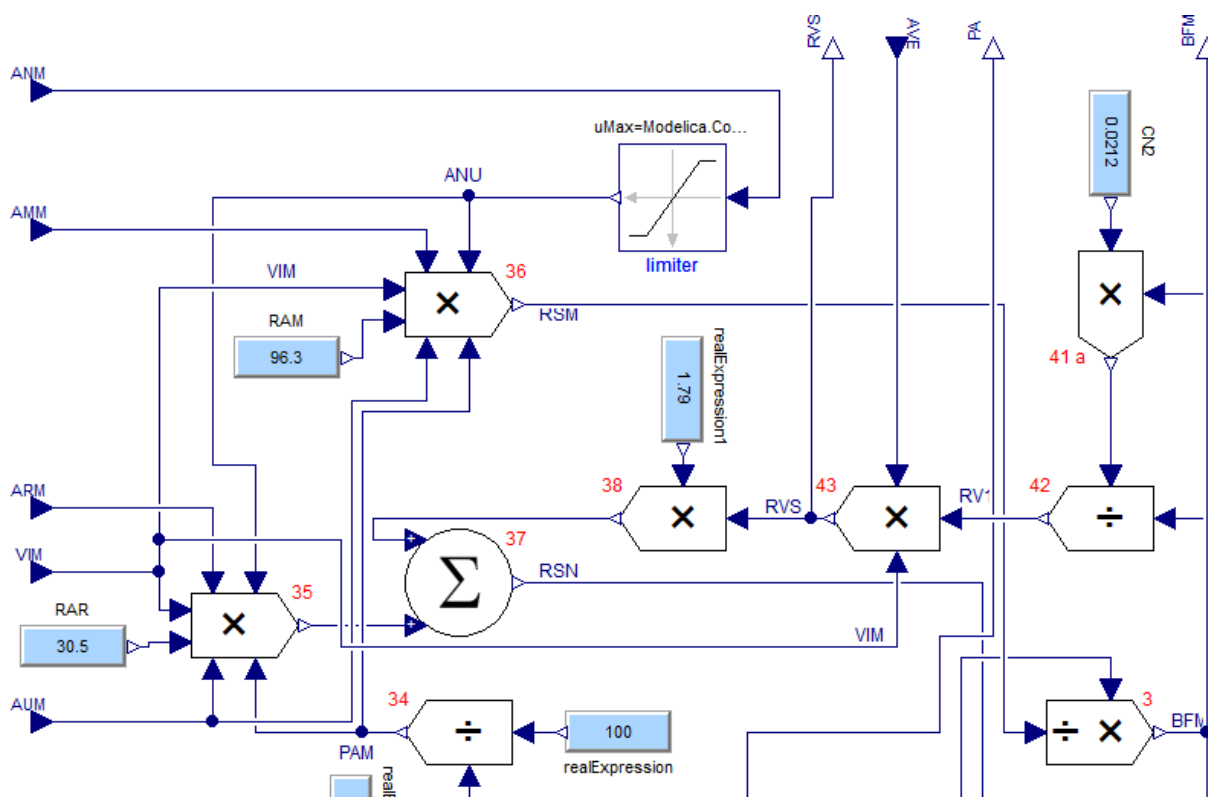 RVS
AVE
PA
BFM
ANM
uMax=Modelica.Co...
0.0212
CN2
ANU
AMM
limiter
VIM
36
×
RSM
×
RAM
96.3
41 a
1.79
realExpression1
ARM
38
43
42
RVS
RV1
×
×
÷
37
VIM
Σ
RSN
35
RAR
×
30.5
VIM
AUM
34
3
÷
100
÷ ×
BFM
PAM
realExpression